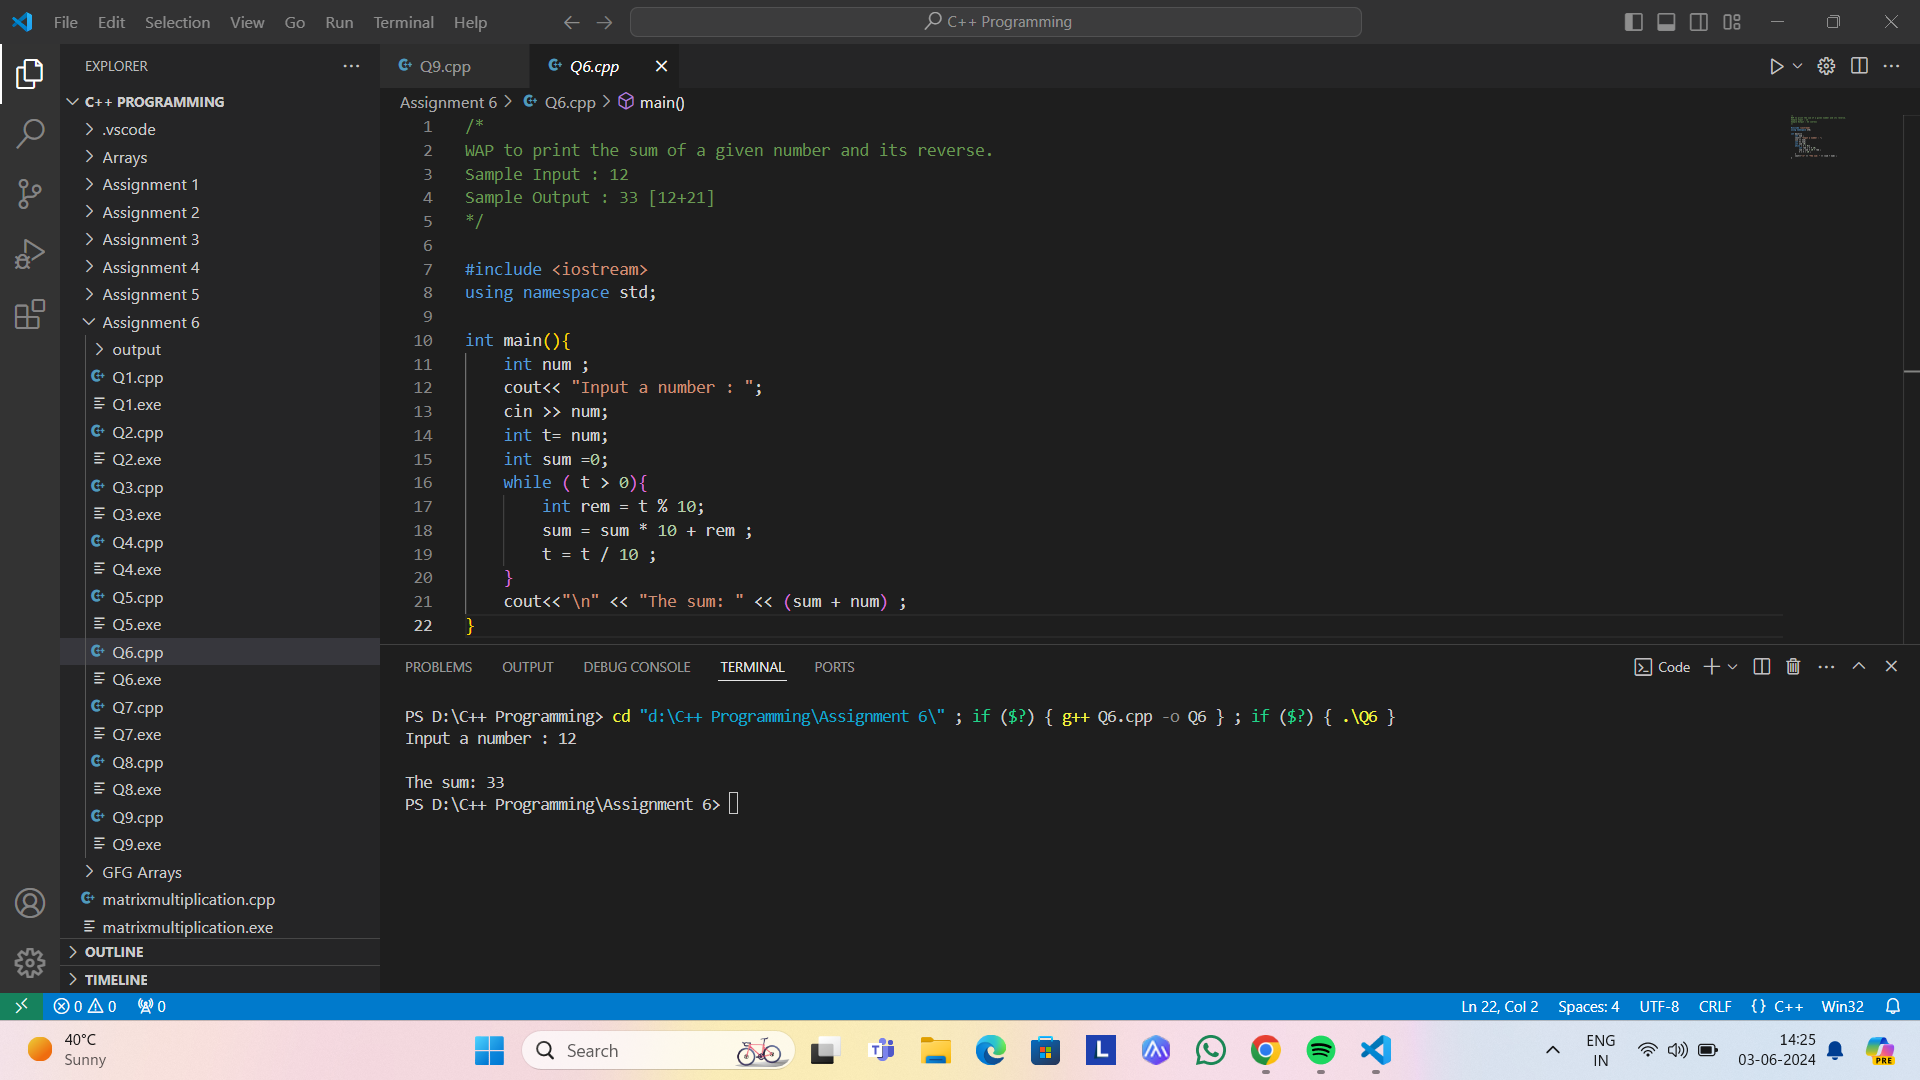 File Edit Selection View Go Run Terminal Help
C++ Programming
EXPLORER
C++ PROGRAMMING
.vscode
Arrays
Assignment 1
Assignment 2
Assignment 3
Assignment 4
Assignment 5
Assignment 6
output
Q1.cpp
Q1.exe
Q2.cpp
Q2.exe
Q3.cpp
Q3.exe
Q4.cpp
Q4.exe
Q5.cpp
Q5.exe
Q6.cpp
Q6.exe
Q7.cpp
Q7.exe
Q8.cpp
Q8.exe
Q9.cpp
Q9.exe
GFG Arrays
matrixmultiplication.cpp
matrixmultiplication.exe
OUTLINE
TIMELINE
Q9.cpp Q6.cpp
Assignment 6 > Q6.cpp > main()
1 /*
2 WAP to print the sum of a given number and its reverse.
3 Sample Input : 12
4 Sample Output : 33 [12+21]
5 */
6
7 #include <iostream>
8 using namespace std;
9
10 int main(){
11 int num ;
12 cout<< "Input a number : ";
13 cin >> num;
14 int t= num;
15 int sum =0;
16 while ( t > 0){
17 int rem = t % 10;
18 sum = sum * 10 + rem ;
19 t = t / 10 ;
20 }
21 cout<<"\n" << "The sum: " << (sum + num) ;
22 }
PROBLEMS OUTPUT DEBUG CONSOLE TERMINAL PORTS
Code
PS D:\C++ Programming> cd "d:\C++ Programming\Assignment 6\" ; if ($?) { g++ Q6.cpp -o Q6 } ; if ($?) { .\Q6 }
Input a number : 12
The sum: 33
PS D:\C++ Programming\Assignment 6>
0 0 0
Ln 22, Col 2 Spaces: 4 UTF-8 CRLF {} C++ Win32
40°C
Sunny
Search
L
PRE
ENG
IN
14:25
03-06-2024